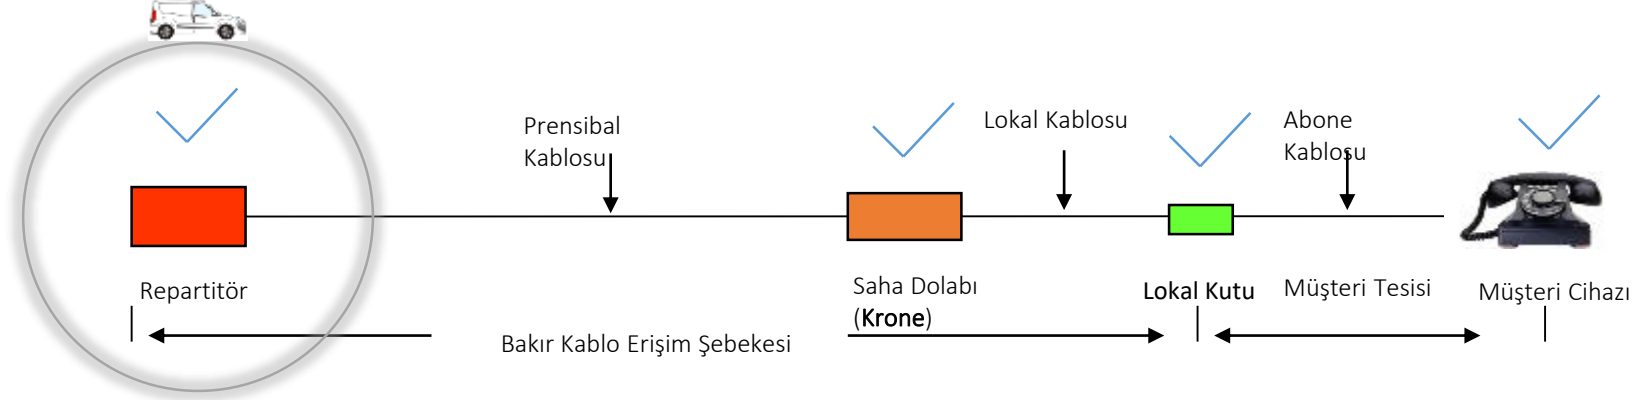 Prensibal
Kablosu
Lokal Kablosu
Abone
Kablosu
Repartitör
Saha Dolabı
(Krone)
Lokal Kutu
Müşteri Tesisi
Müşteri Cihazı
Bakır Kablo Erişim Şebekesi